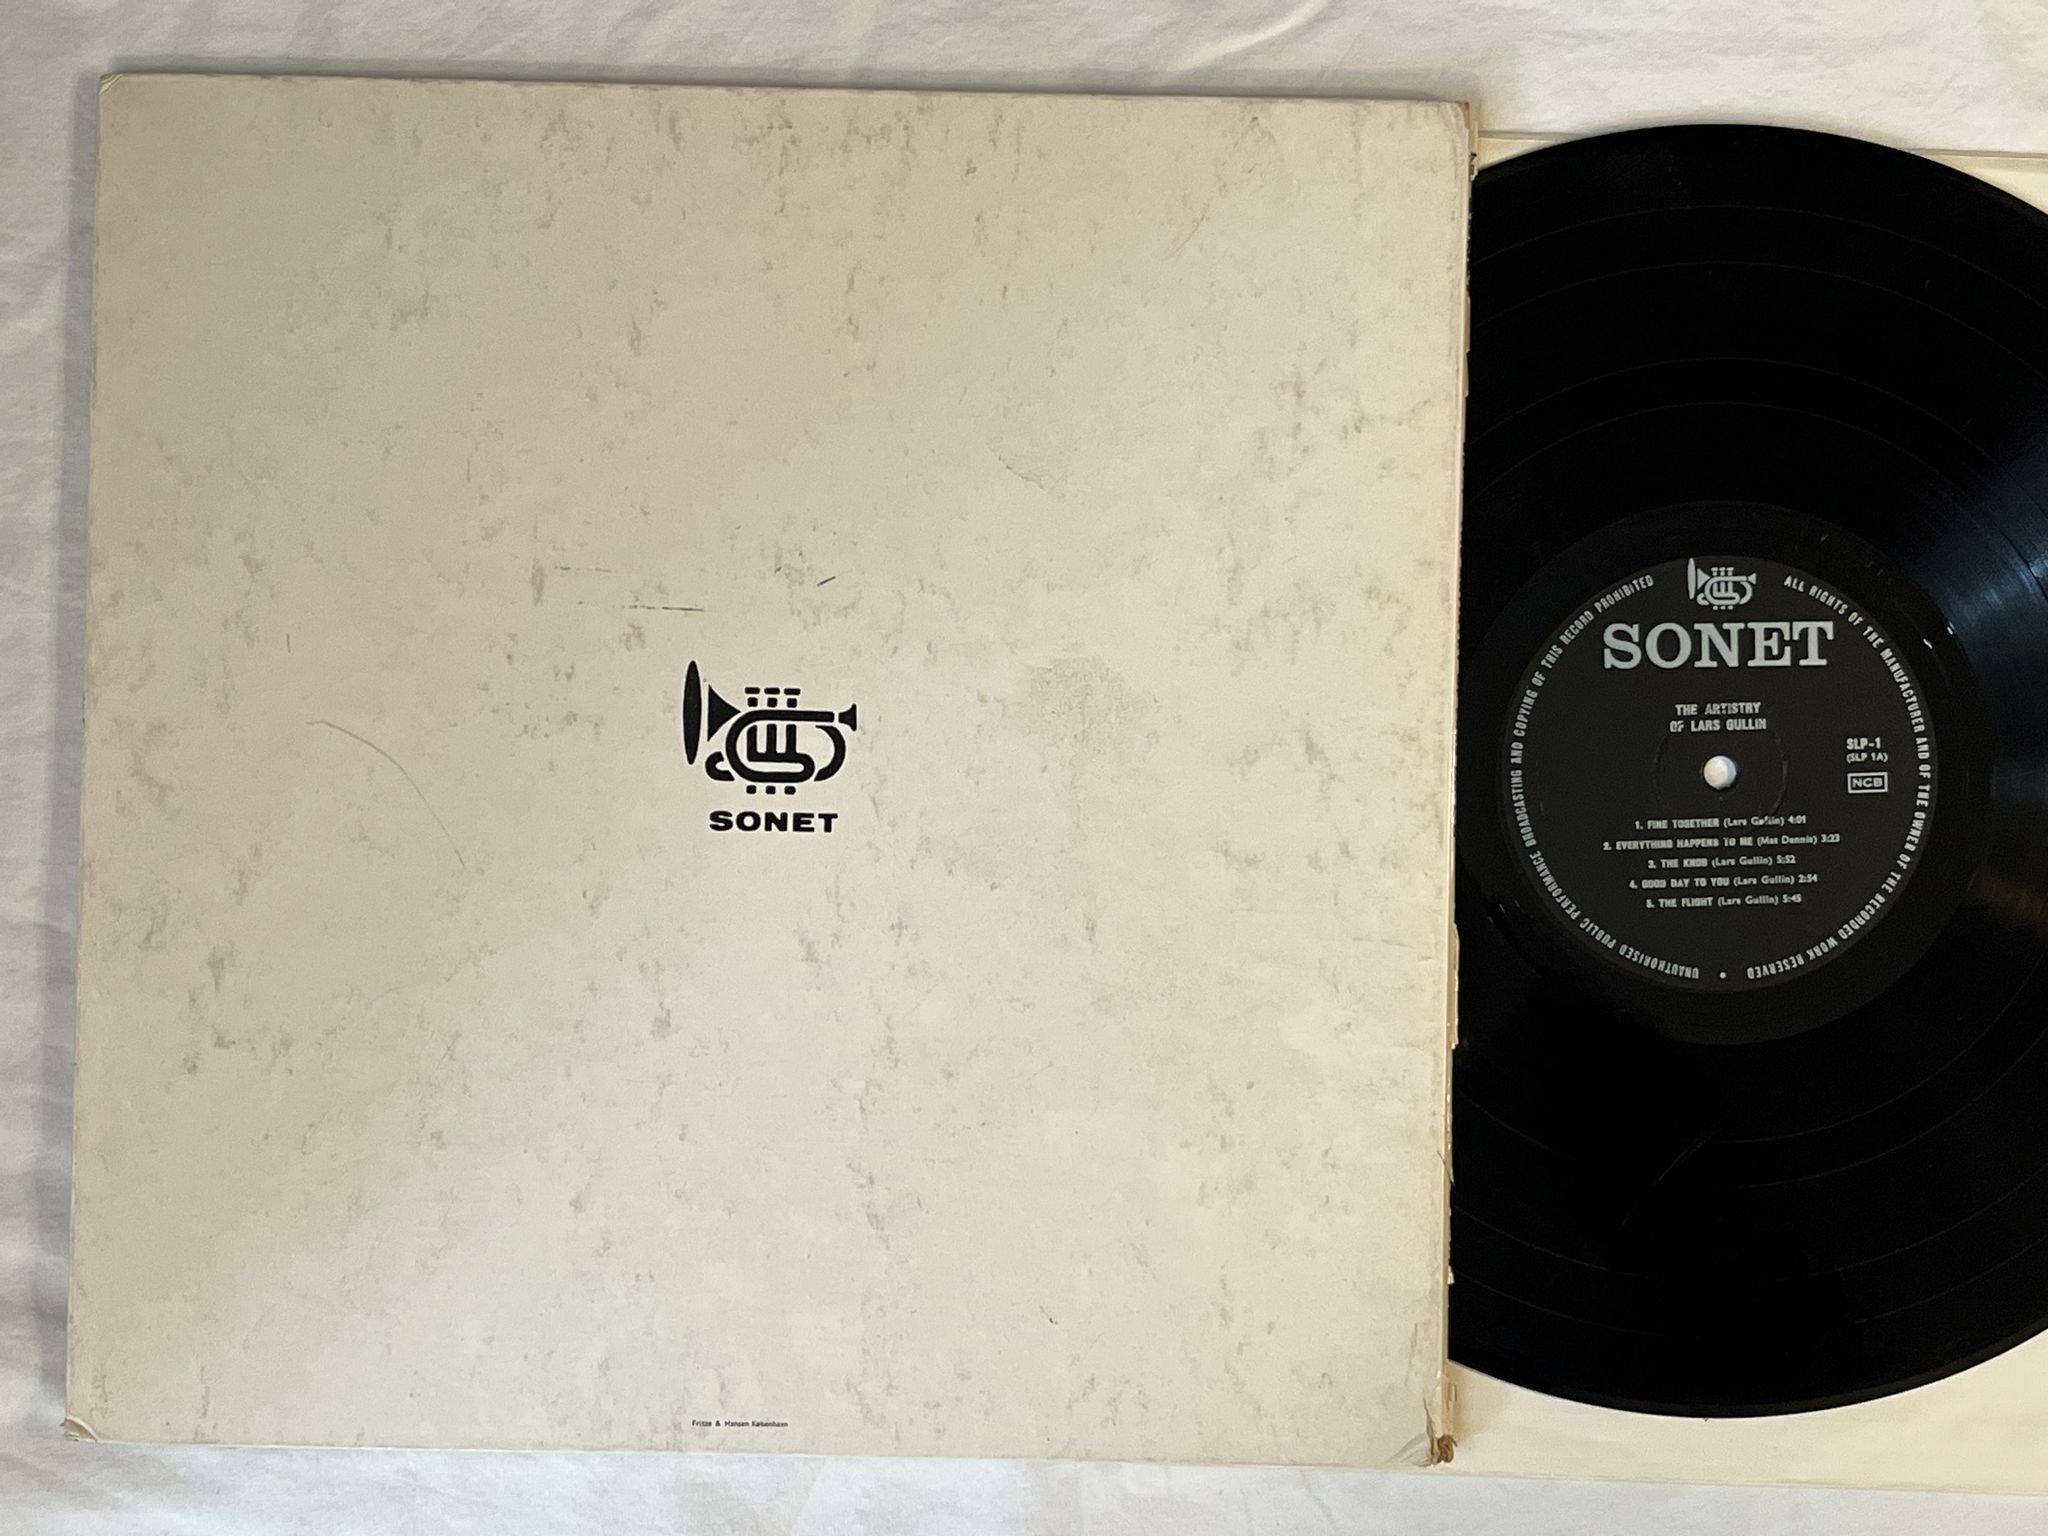 SONET
Fritze & Hansen København
SONET
THE ARTISTRY
OF LARS GULLIN
SLP-1
(SLP 1A)
NCB
1. FINE TOGETHER (Lars Gullin) 4:01
2. EVERYTHING HAPPENS TO ME (Mat Dennis) 3:23
3. THE KNOB (Lars Gullin) 5:52
4. GOOD DAY TO YOU (Lars Gullin) 2:54
5. THE FLIGHT (Lars Gullin) 5:45
ALL RIGHTS OF THE MANUFACTURER AND OF THE OWNER OF THE RECORDED WORK RESERVED • UNAUTHORISED PUBLIC PERFORMANCE BROADCASTING AND COPYING OF THIS RECORD PROHIBITED